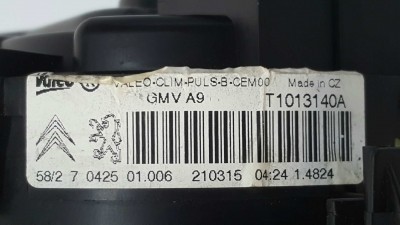 Valeo VALEO-CLIM-PULS-B-CEM00 Made in CZ
GMV A9 T1013140A
58/2 7 0425 01.006 210315 04:24 1.4824